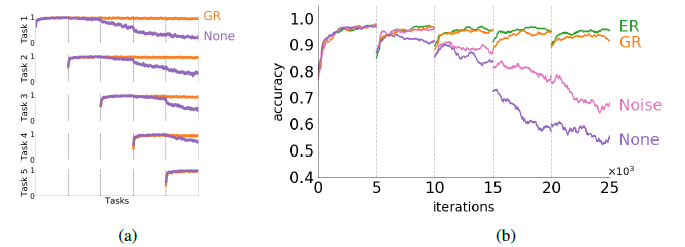 Task 1
1
0
GR
None
Task 2
1
0
Task 3
1
0
Task 4
1
0
Task 5
1
0
Tasks
(a)
accuracy
1.0
0.9
0.8
0.7
0.6
0.5
0.4
0 5 10 15 20 25
×10³
iterations
ER
GR
Noise
None
(b)